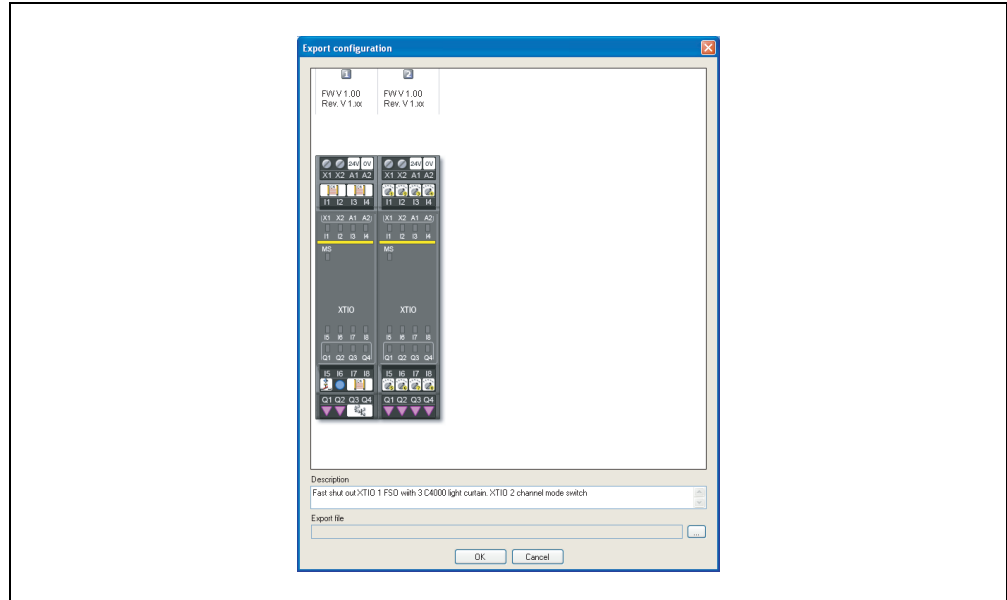 Export configuration
1 2
FW V 1.00 FW V 1.00
Rev. V 1.xx Rev. V 1.xx
24V 0V 24V 0V
X1 X2 A1 A2 X1 X2 A1 A2
I1 I2 I3 I4 I1 I2 I3 I4
(X1 X2 A1 A2) (X1 X2 A1 A2)
I1 I2 I3 I4 I1 I2 I3 I4
MS MS
XTIO XTIO
I5 I6 I7 I8 I5 I6 I7 I8
Q1 Q2 Q3 Q4 Q1 Q2 Q3 Q4
I5 I6 I7 I8 I5 I6 I7 I8
Q1 Q2 Q3 Q4 Q1 Q2 Q3 Q4
Description
Fast shut out XTIO 1 FSO wiith 3 C4000 light curtain. XTIO 2 channel mode switch
Export file
...
OK Cancel